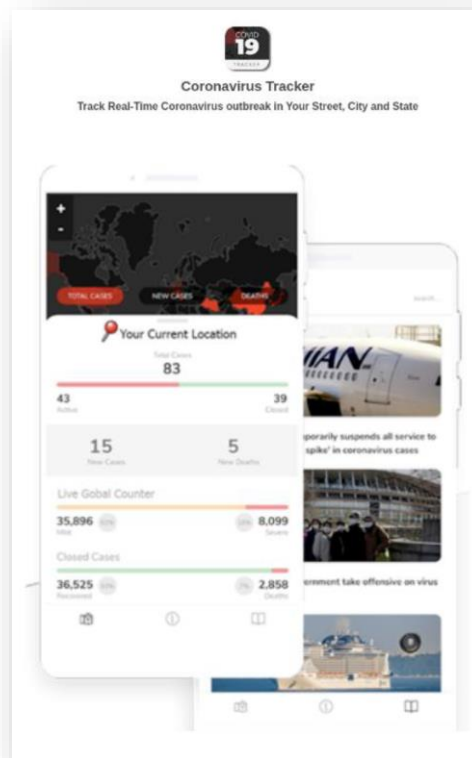 COVID
19
TRACKER
Coronavirus Tracker
Track Real-Time Coronavirus outbreak in Your Street, City and State
+
-
TOTAL CASES
NEW CASES
DEATHS
Your Current Location
Total Cases
83
43
39
Active
Closed
15
5
New Cases
New Deaths
Live Gobal Counter
35,896
8,099
Mild
Severe
Closed Cases
36,525
2,858
Recovered
Deaths
IAN
porarily suspends all service to
spike' in coronavirus cases
ernment take offensive on virus